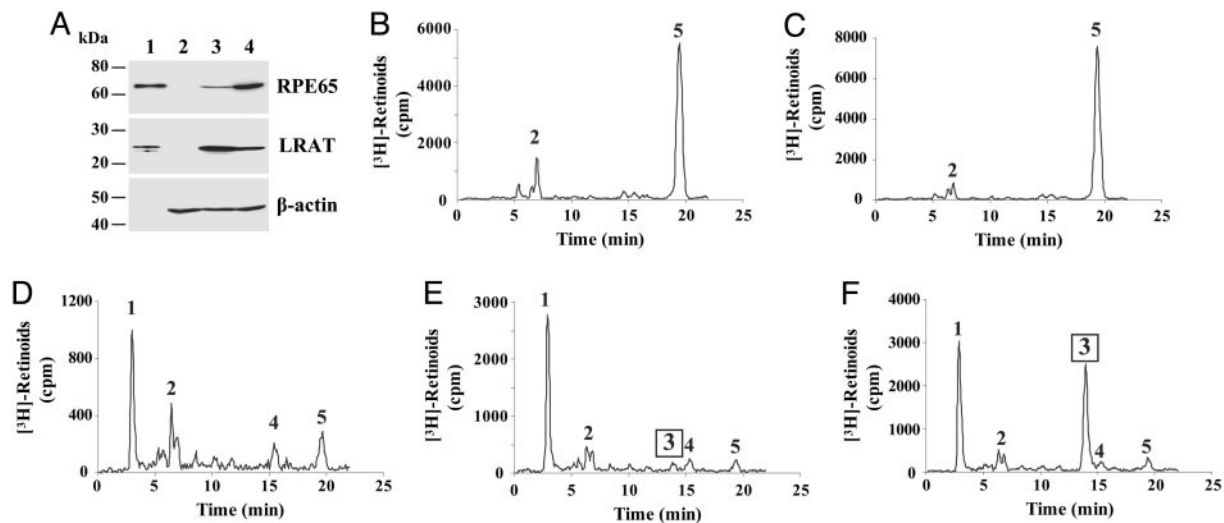 A
kDa 1 2 3 4
80
60
RPE65
30
20
LRAT
50
40
β-actin
B
[³H]-Retinoids
(cpm)
6000
4000
2000
0
2
5
0 5 10 15 20 25
Time (min)
C
[³H]-Retinoids
(cpm)
8000
6000
4000
2000
0
2
5
0 5 10 15 20 25
Time (min)
D
[³H]-Retinoids
(cpm)
1200
800
400
0
1
2
4
5
0 5 10 15 20 25
Time (min)
E
[³H]-Retinoids
(cpm)
3000
2000
1000
0
1
2
3
4
5
0 5 10 15 20 25
Time (min)
F
[³H]-Retinoids
(cpm)
4000
3000
2000
1000
0
1
2
3
4
5
0 5 10 15 20 25
Time (min)